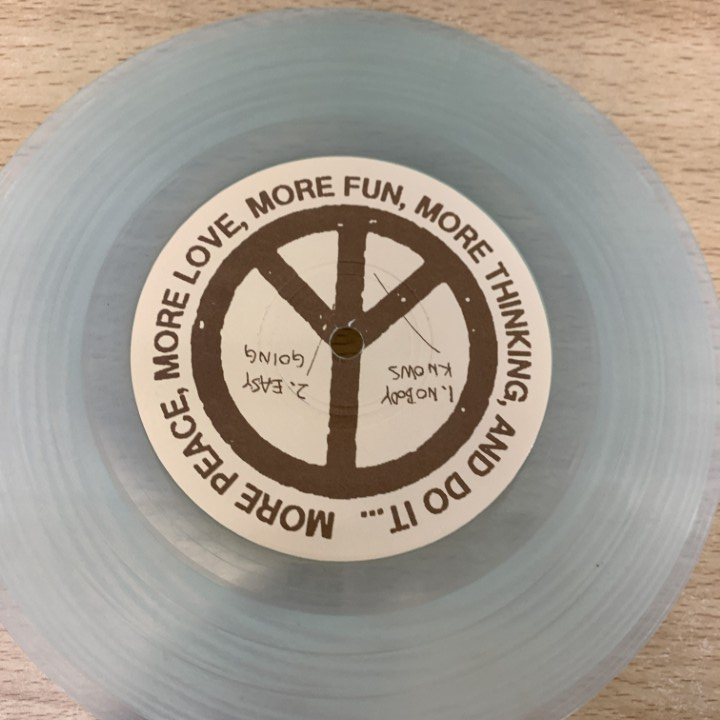 MORE PEACE, MORE LOVE, MORE FUN, MORE THINKING, AND DO IT...
1. NOBODY
KNOWS
2. EASY
GOING